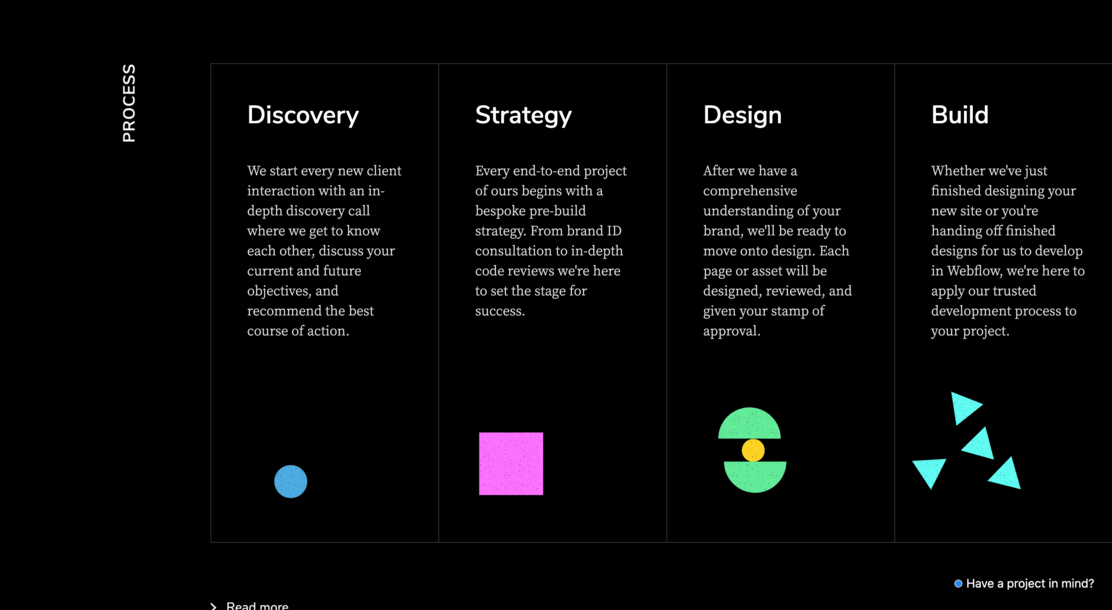 PROCESS
Discovery
We start every new client
interaction with an in-
depth discovery call
where we get to know
each other, discuss your
current and future
objectives, and
recommend the best
course of action.
Strategy
Every end-to-end project
of ours begins with a
bespoke pre-build
strategy. From brand ID
consultation to in-depth
code reviews we're here
to set the stage for
success.
Design
After we have a
comprehensive
understanding of your
brand, we'll be ready to
move onto design. Each
page or asset will be
designed, reviewed, and
given your stamp of
approval.
Build
Whether we've just
finished designing your
new site or you're
handing off finished
designs for us to develop
in Webflow, we're here to
apply our trusted
development process to
your project.
Have a project in mind?
Read more